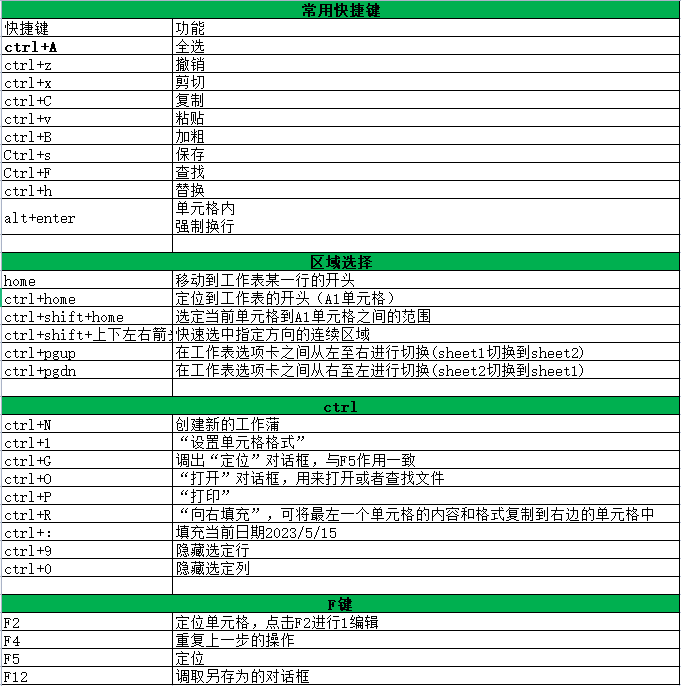 常用快捷键
快捷键 功能
ctrl+A 全选
ctrl+z 撤销
ctrl+x 剪切
ctrl+C 复制
ctrl+v 粘贴
ctrl+B 加粗
Ctrl+s 保存
Ctrl+F 查找
ctrl+h 替换
alt+enter 单元格内
强制换行
区域选择
home 移动到工作表某一行的开头
ctrl+home 定位到工作表的开头（A1单元格）
ctrl+shift+home 选定当前单元格到A1单元格之间的范围
ctrl+shift+上下左右箭 快速选中指定方向的连续区域
ctrl+pgup 在工作表选项卡之间从左至右进行切换(sheet1切换到sheet2)
ctrl+pgdn 在工作表选项卡之间从右至左进行切换(sheet2切换到sheet1)
ctrl
ctrl+N 创建新的工作蒲
ctrl+1 “设置单元格格式”
ctrl+G 调出“定位”对话框，与F5作用一致
ctrl+O “打开”对话框，用来打开或者查找文件
ctrl+P “打印”
ctrl+R “向右填充”，可将最左一个单元格的内容和格式复制到右边的单元格中
ctrl+: 填充当前日期2023/5/15
ctrl+9 隐藏选定行
ctrl+0 隐藏选定列
F键
F2 定位单元格，点击F2进行1编辑
F4 重复上一步的操作
F5 定位
F12 调取另存为的对话框